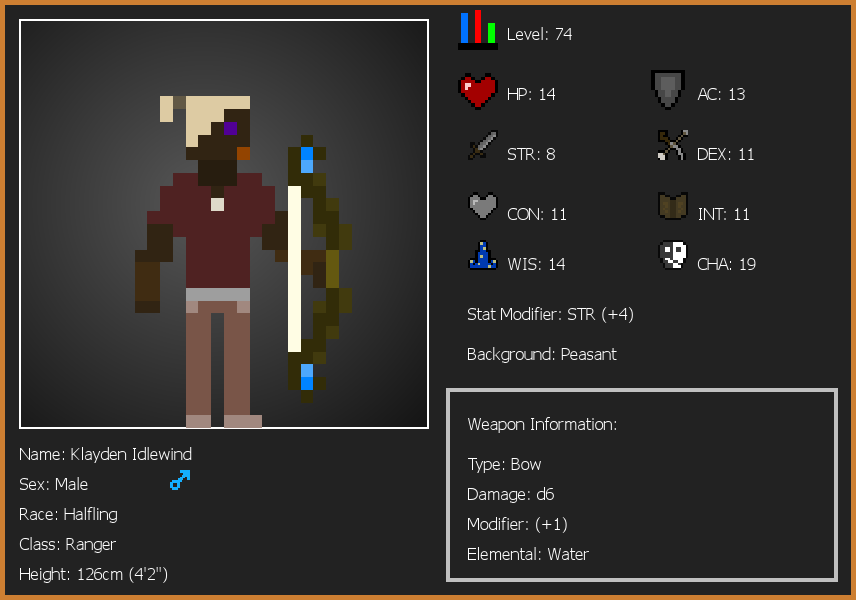 Level: 74
HP: 14
AC: 13
STR: 8
DEX: 11
CON: 11
INT: 11
WIS: 14
CHA: 19
Stat Modifier: STR (+4)
Background: Peasant
Weapon Information:
Type: Bow
Damage: d6
Modifier: (+1)
Elemental: Water
Name: Klayden Idlewind
Sex: Male
Race: Halfling
Class: Ranger
Height: 126cm (4'2")